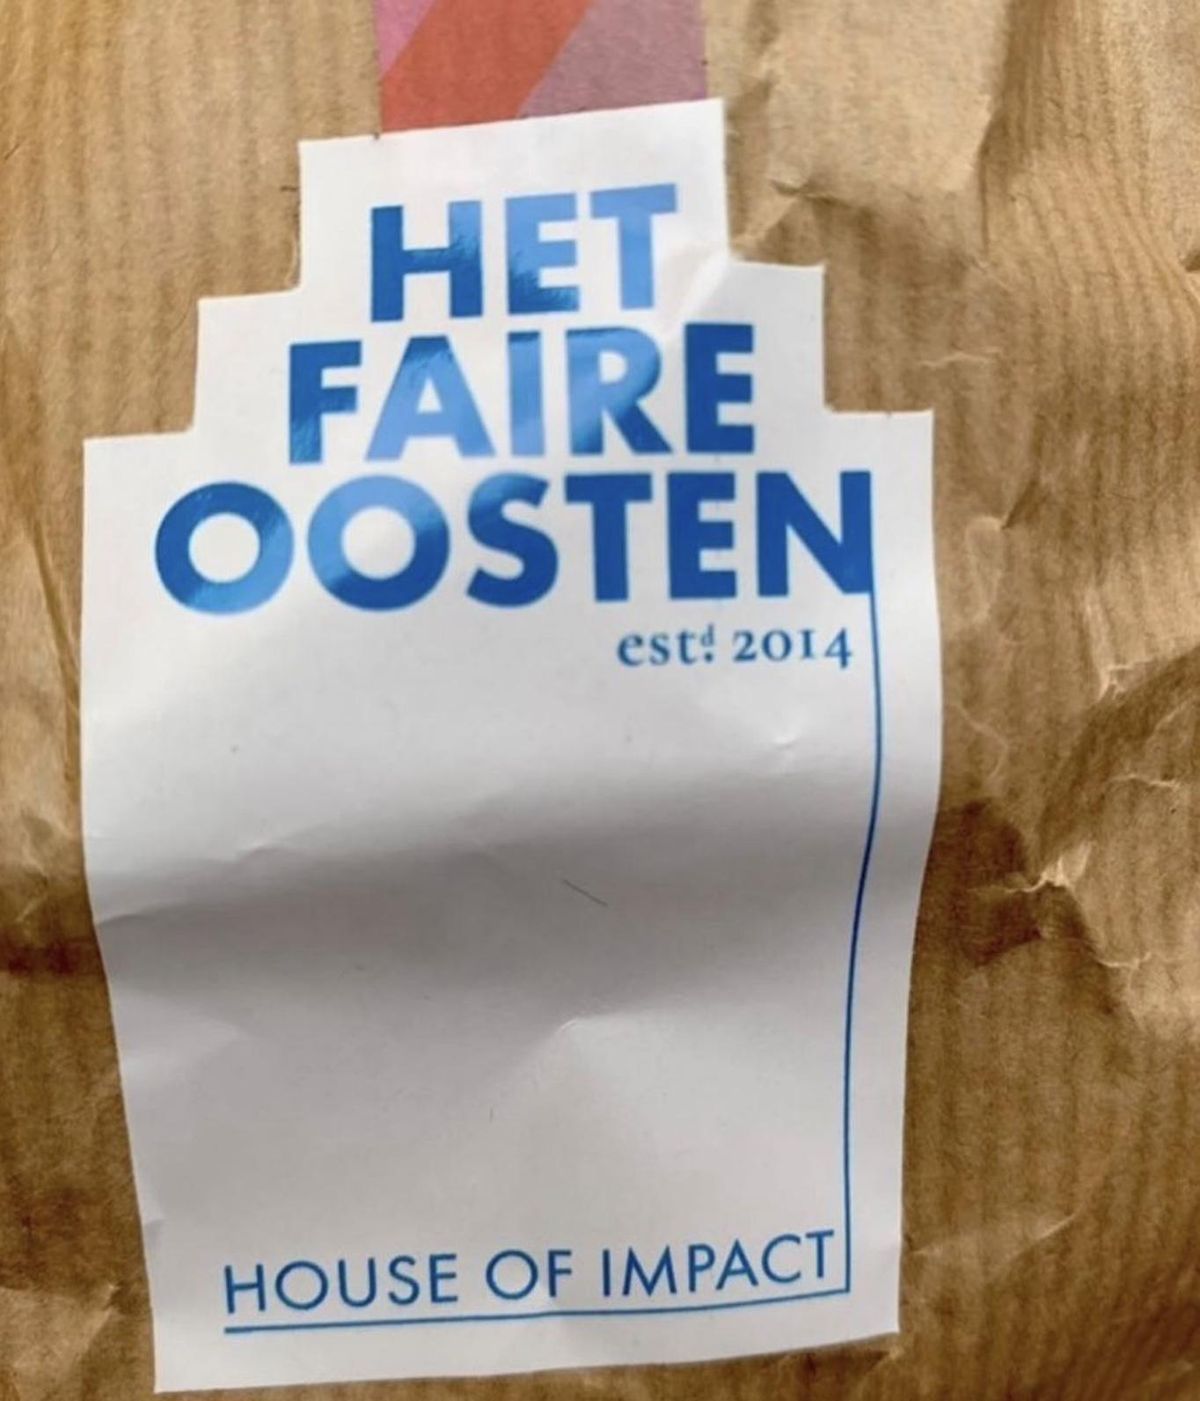 HET
FAIRE
OOSTEN
estd. 2014
HOUSE OF IMPACT